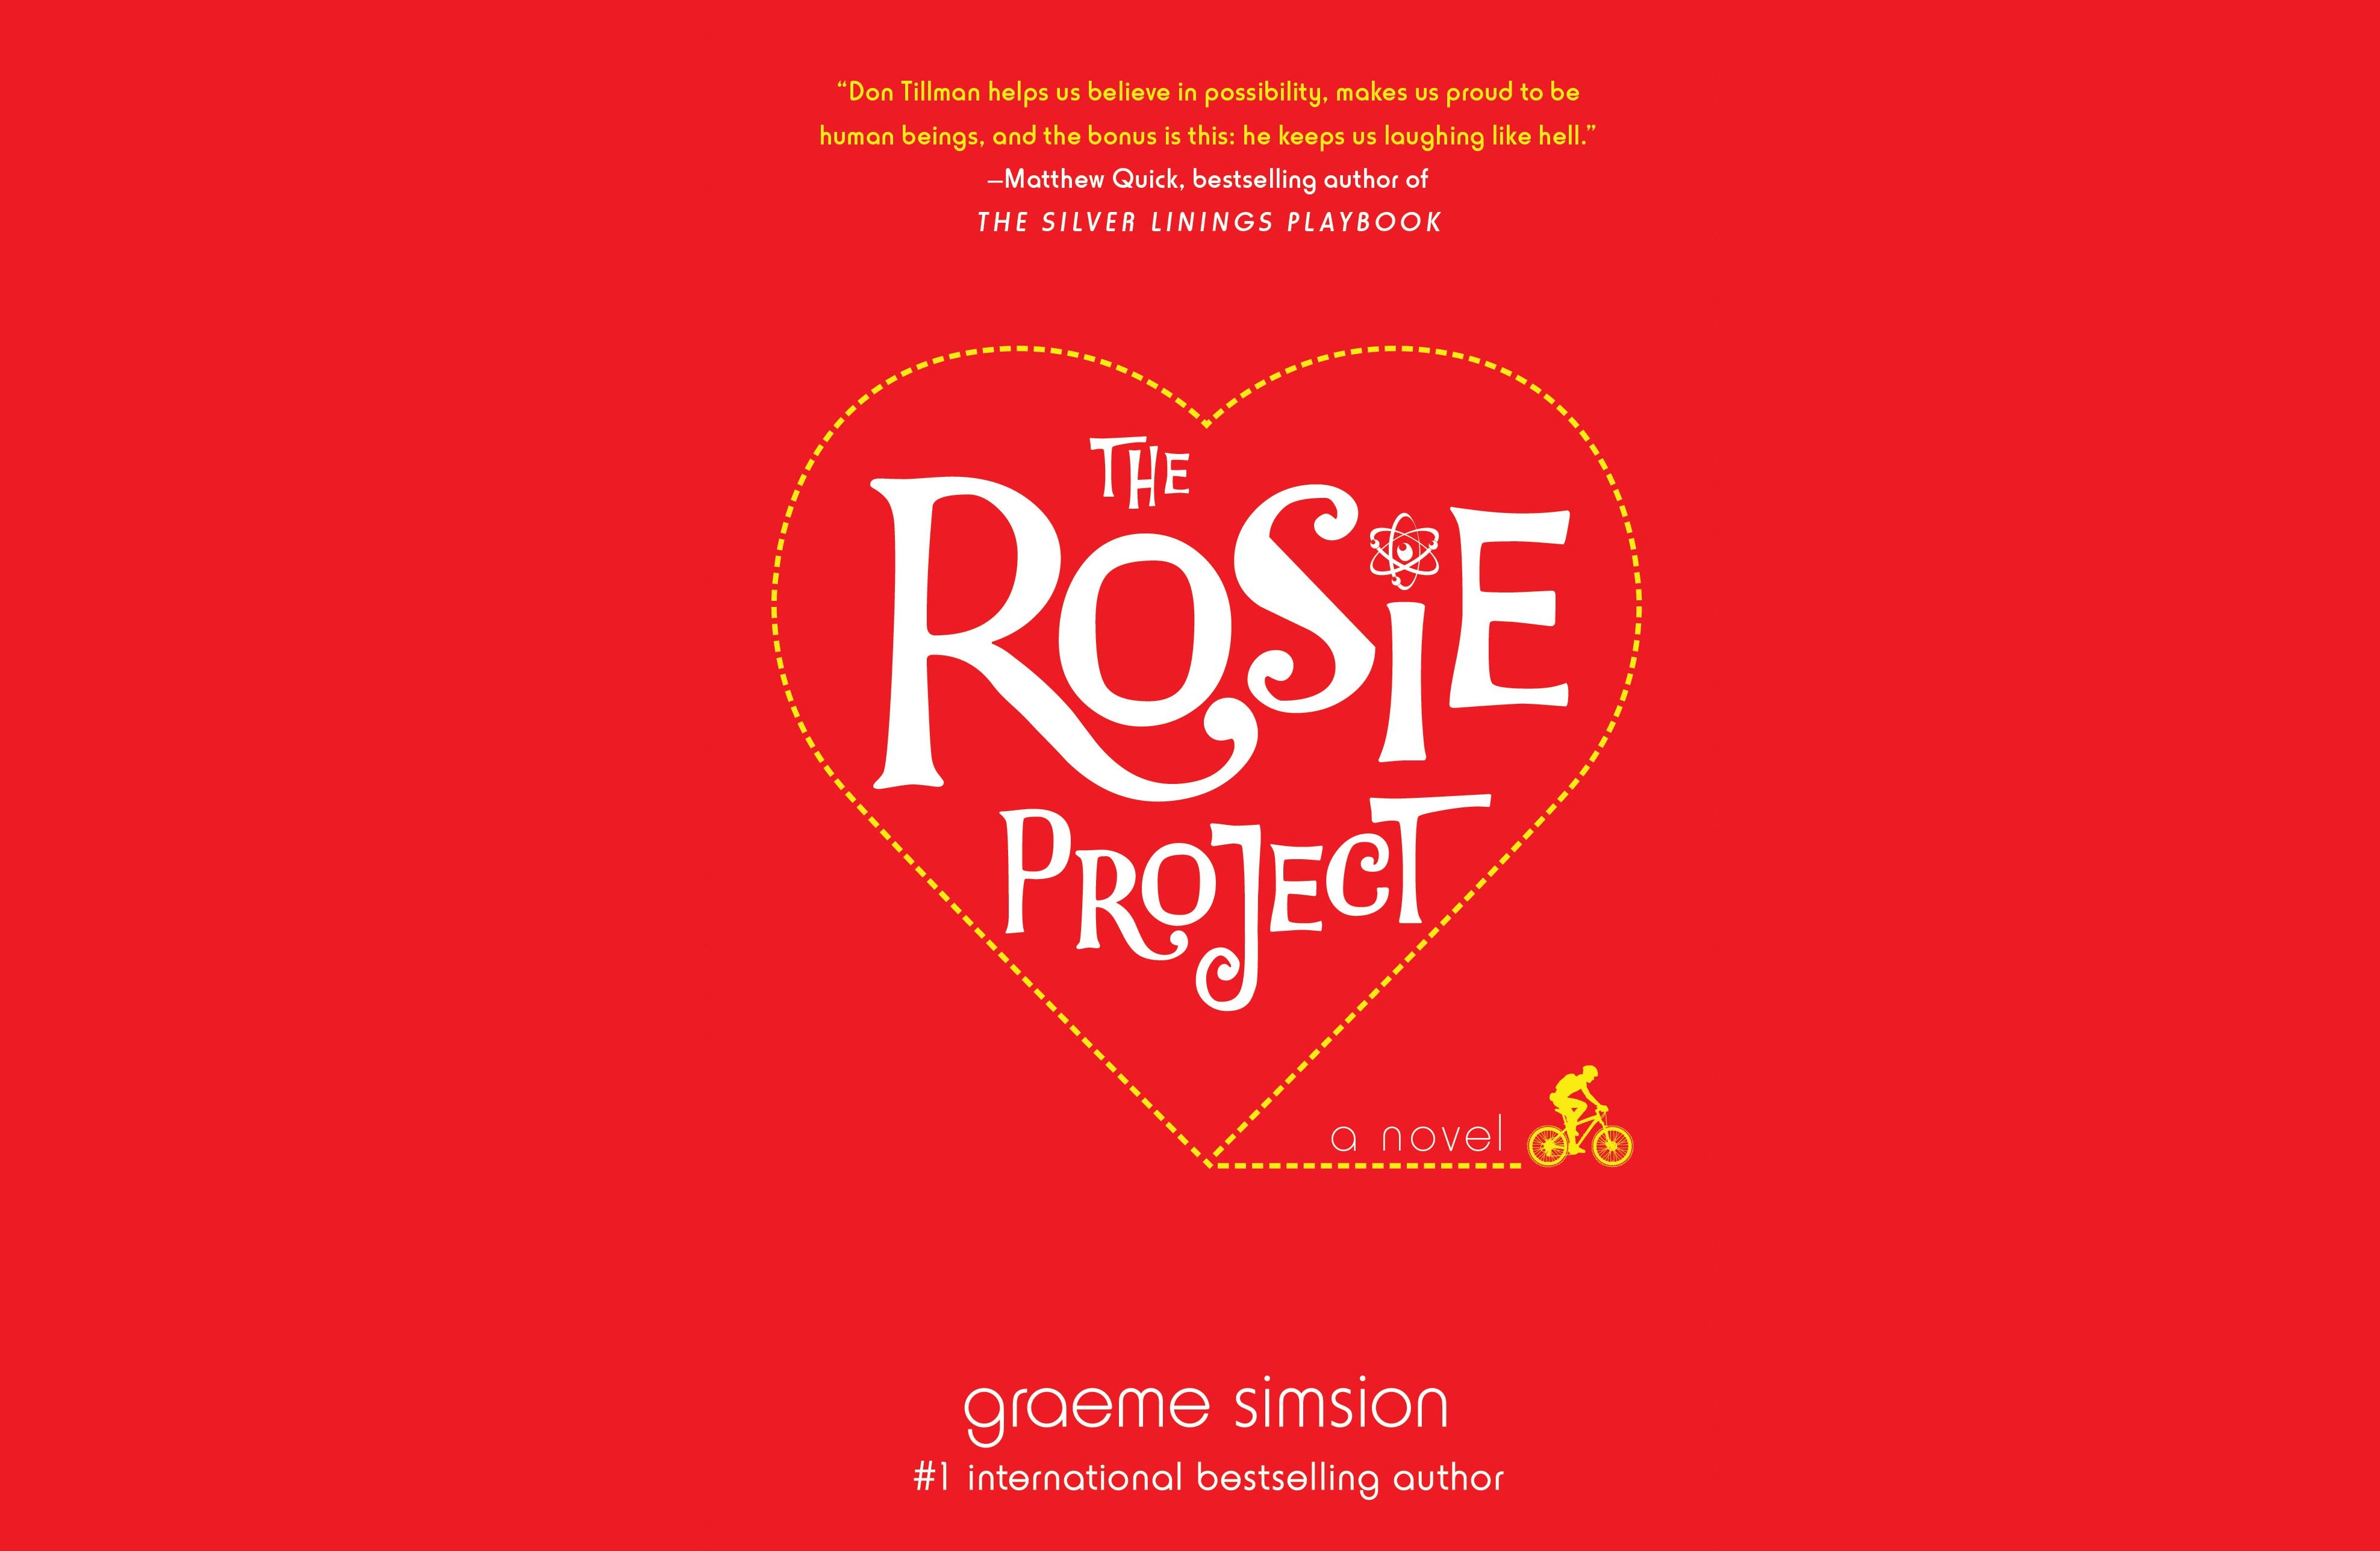 “Don Tillman helps us believe in possibility, makes us proud to be
human beings, and the bonus is this: he keeps us laughing like hell.”
—Matthew Quick, bestselling author of
THE SILVER LININGS PLAYBOOK
THE
ROSiE
PROJECT
a novel
graeme simsion
#1 international bestselling author